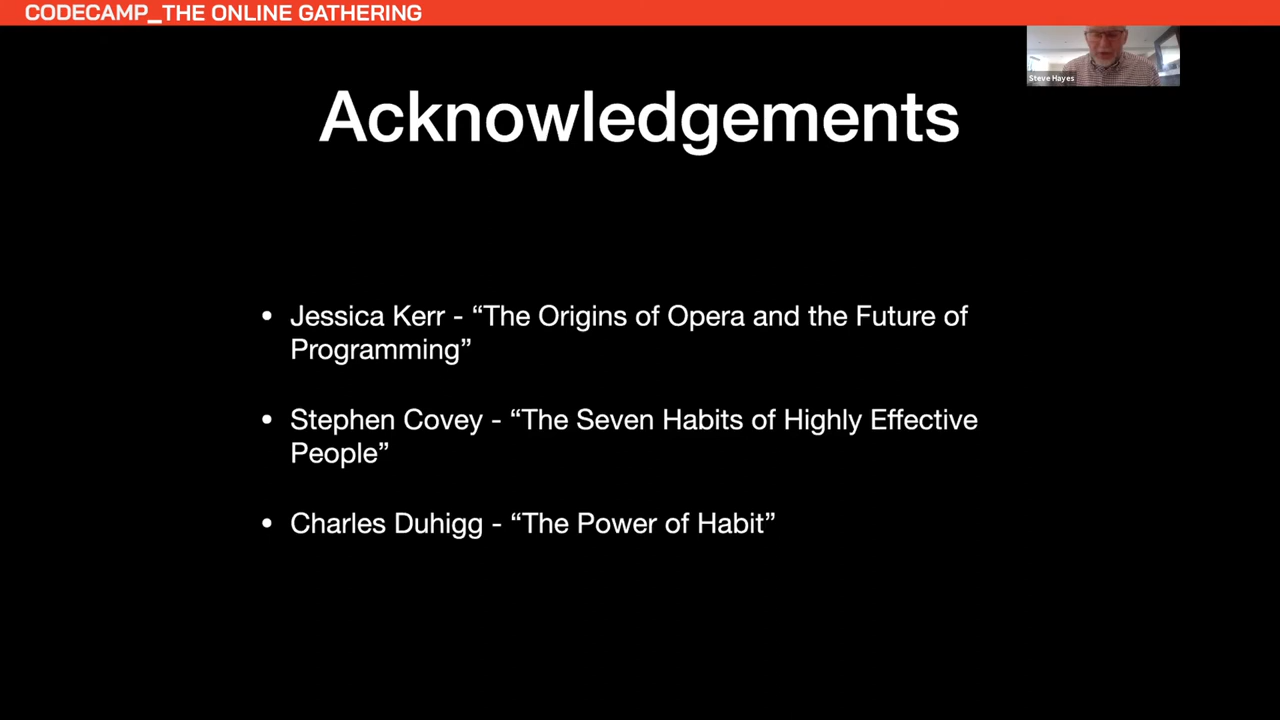 CODECAMP_THE ONLINE GATHERING
Steve Hayes
Acknowledgements
• Jessica Kerr - “The Origins of Opera and the Future of
Programming”
• Stephen Covey - “The Seven Habits of Highly Effective
People”
• Charles Duhigg - “The Power of Habit”